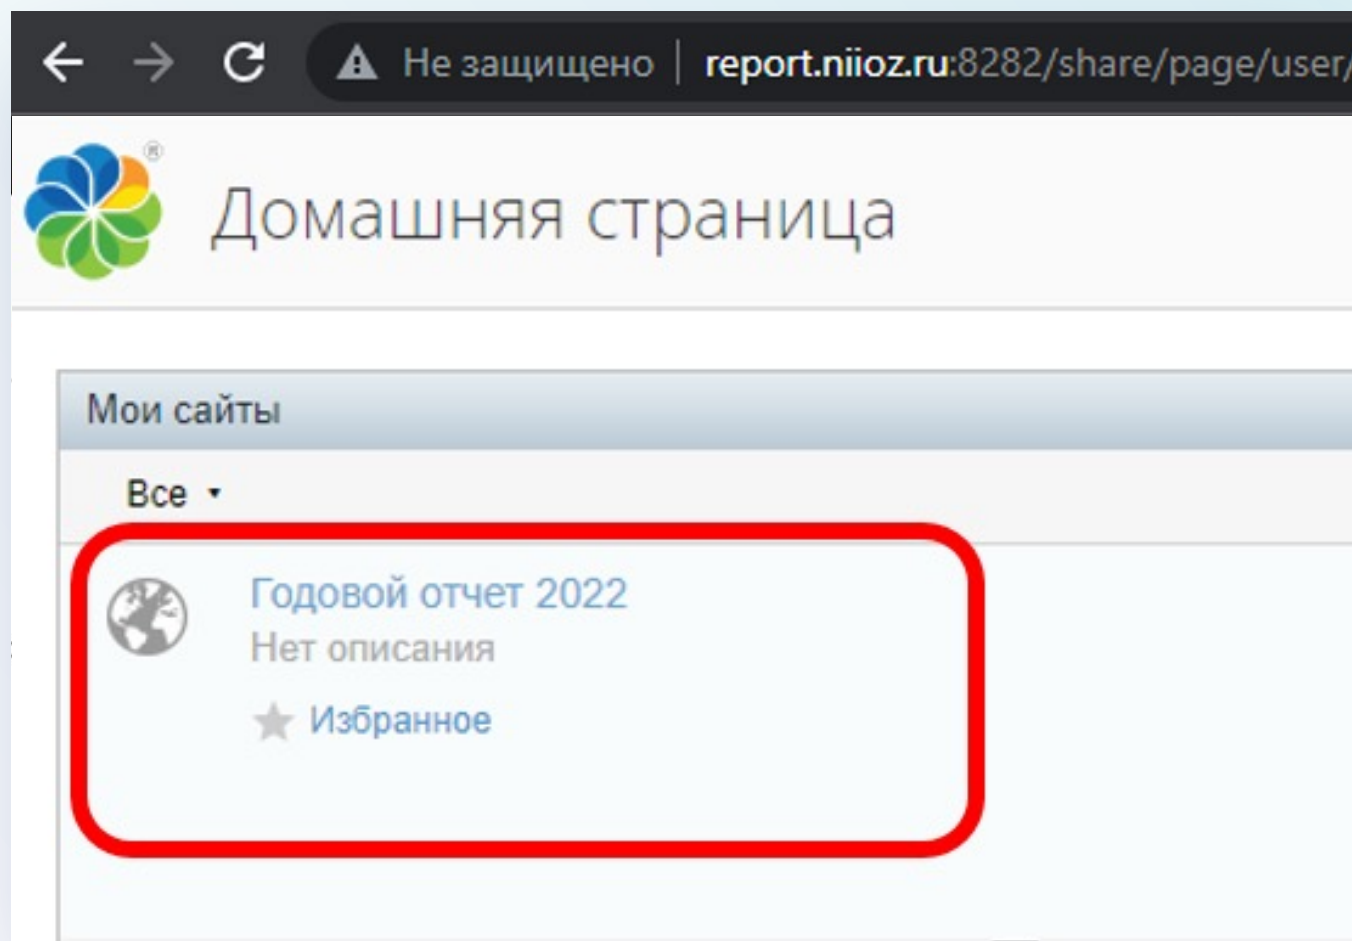 Не защищено | report.niioz.ru:8282/share/page/user/
®
Домашняя страница
Мои сайты
Все
Годовой отчет 2022
Нет описания
Избранное